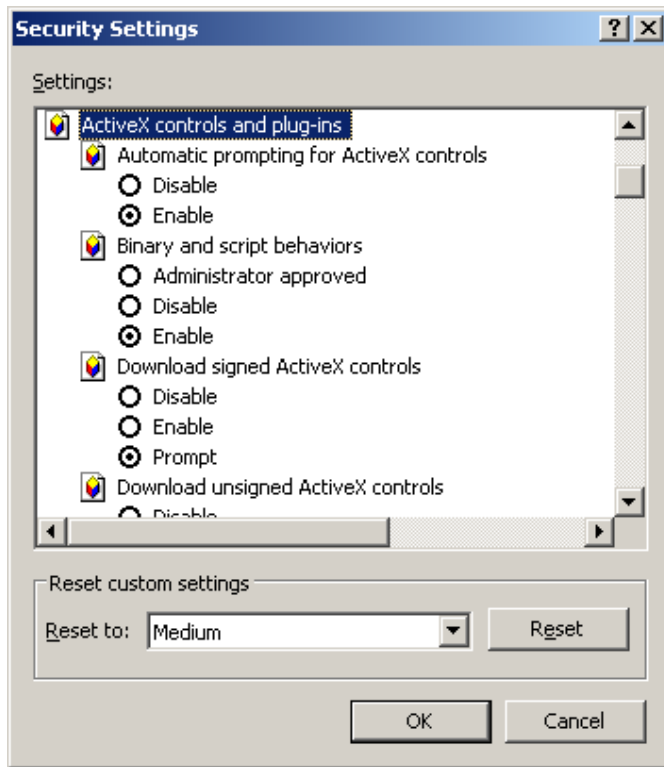 Security Settings
Settings:
ActiveX controls and plug-ins
Automatic prompting for ActiveX controls
Disable
Enable
Binary and script behaviors
Administrator approved
Disable
Enable
Download signed ActiveX controls
Disable
Enable
Prompt
Download unsigned ActiveX controls
Disable
Reset custom settings
Reset to: Medium Reset
OK Cancel